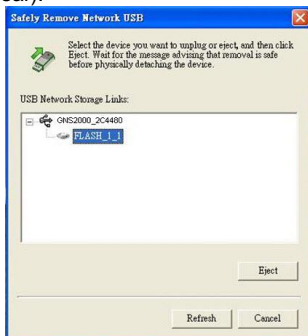 Safely Remove Network USB
Select the device you want to unplug or eject, and then click
Eject. Wait for the message advising that removal is safe
before physically detaching the device.
USB Network Storage Links:
GNS2000_2C4480
FLASH_1_1
Eject
Refresh
Cancel